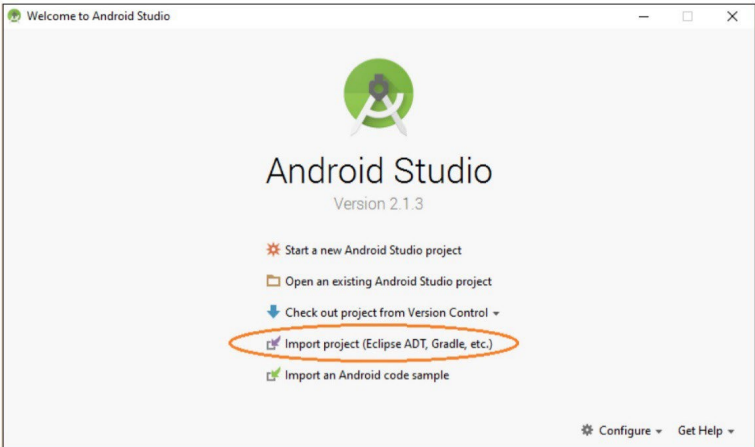 Welcome to Android Studio
Android Studio
Version 2.1.3
Start a new Android Studio project
Open an existing Android Studio project
Check out project from Version Control
Import project (Eclipse ADT, Gradle, etc.)
Import an Android code sample
Configure Get Help